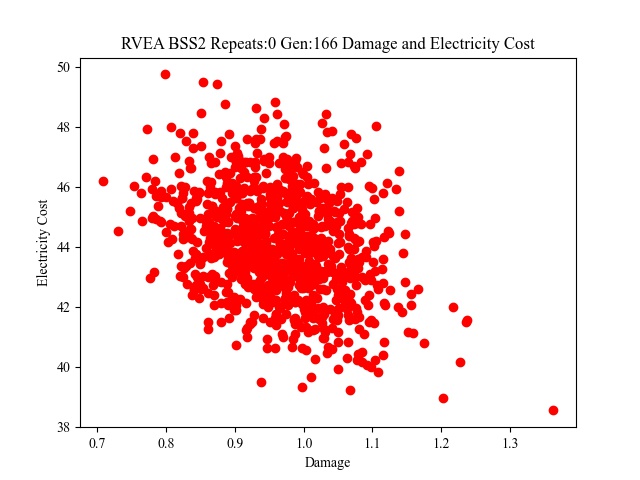 RVEA BSS2 Repeats:0 Gen:166 Damage and Electricity Cost
50
48
46
44
42
40
38
Electricity Cost
0.7 0.8 0.9 1.0 1.1 1.2 1.3
Damage